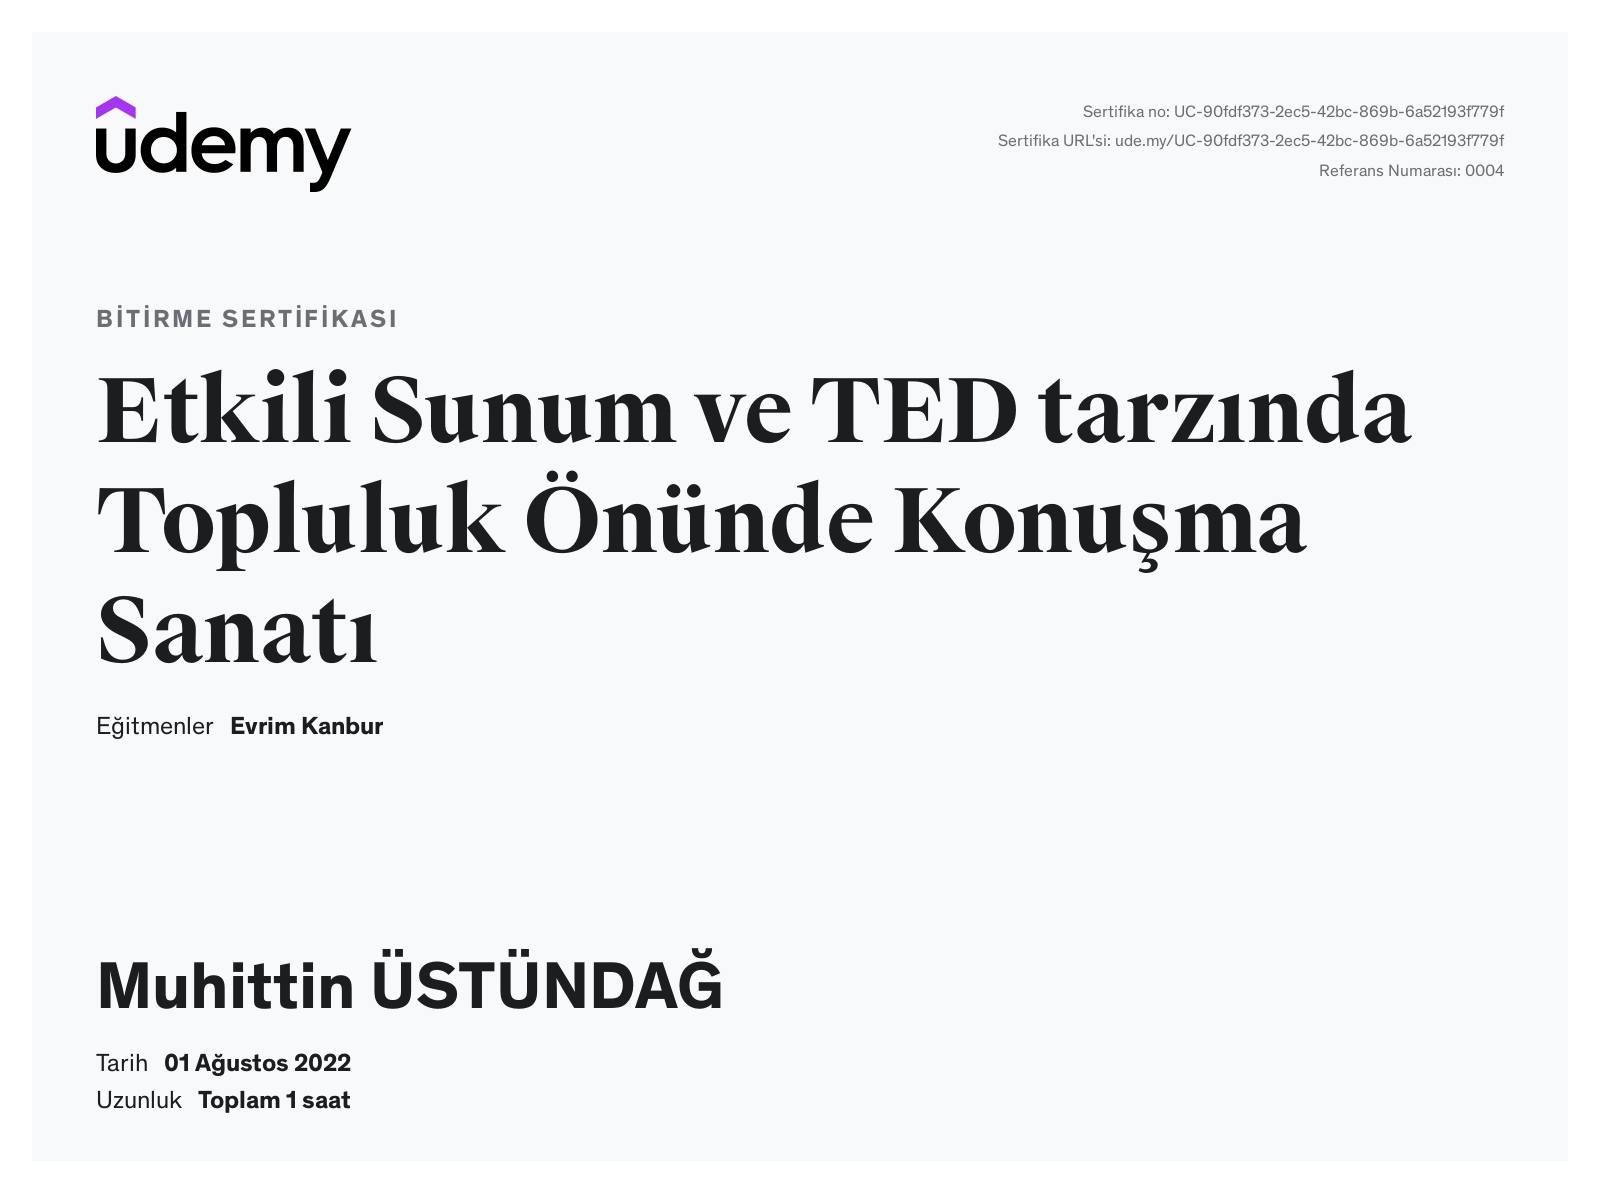 udemy
Sertifika no: UC-90fdf373-2ec5-42bc-869b-6a52193f779f
Sertifika URL'si: ude.my/UC-90fdf373-2ec5-42bc-869b-6a52193f779f
Referans Numarası: 0004
BİTİRME SERTİFİKASI
Etkili Sunum ve TED tarzında
Topluluk Önünde Konuşma
Sanatı
Eğitmenler Evrim Kanbur
Muhittin ÜSTÜNDAĞ
Tarih 01 Ağustos 2022
Uzunluk Toplam 1 saat